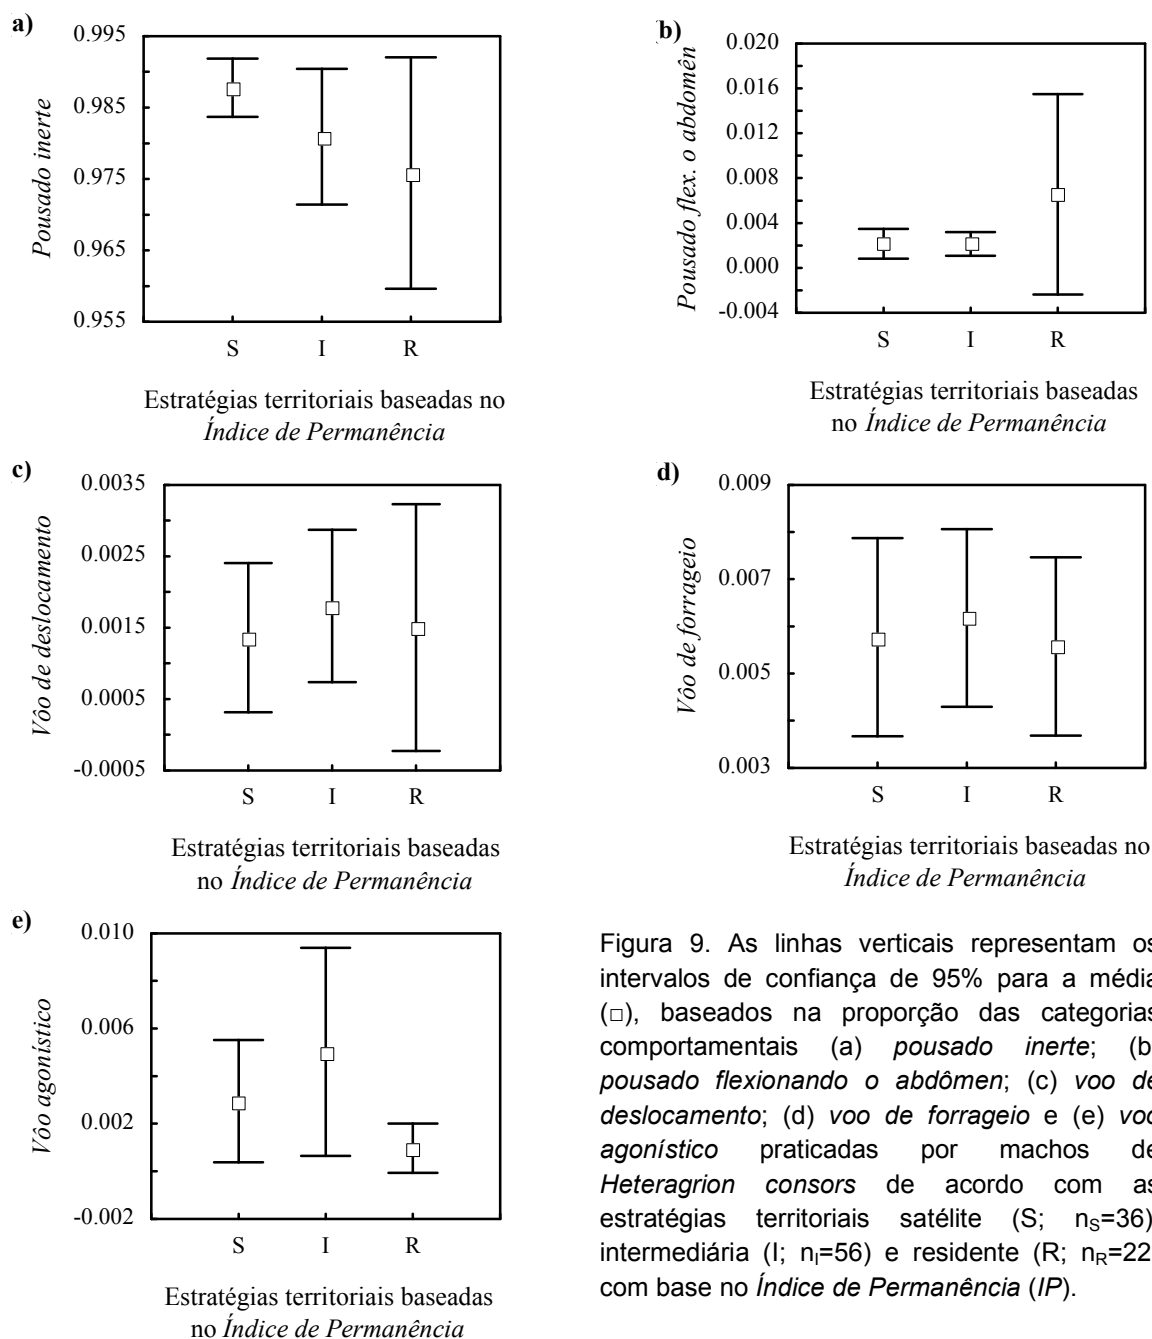 a)
0.995
0.985
0.975
0.965
0.955
Pousado inerte
S I R
Estratégias territoriais baseadas no
Índice de Permanência
b)
0.020
0.016
0.012
0.008
0.004
0.000
-0.004
Pousado flex. o abdomên
S I R
Estratégias territoriais baseadas
no Índice de Permanência
c)
0.0035
0.0025
0.0015
0.0005
-0.0005
Vôo de deslocamento
S I R
Estratégias territoriais baseadas
no Índice de Permanência
d)
0.009
0.007
0.005
0.003
Vôo de forrageio
S I R
Estratégias territoriais baseadas no
Índice de Permanência
e)
0.010
0.006
0.002
-0.002
Vôo agonístico
S I R
Estratégias territoriais baseadas
no Índice de Permanência
Figura 9. As linhas verticais representam os
intervalos de confiança de 95% para a média
(□), baseados na proporção das categorias
comportamentais (a) pousado inerte; (b
pousado flexionando o abdômen; (c) voo de
deslocamento; (d) voo de forrageio e (e) voo
agonístico praticadas por machos de
Heteragrion consors de acordo com as
estratégias territoriais satélite (S; nS=36)
intermediária (I; nI=56) e residente (R; nR=22
com base no Índice de Permanência (IP).